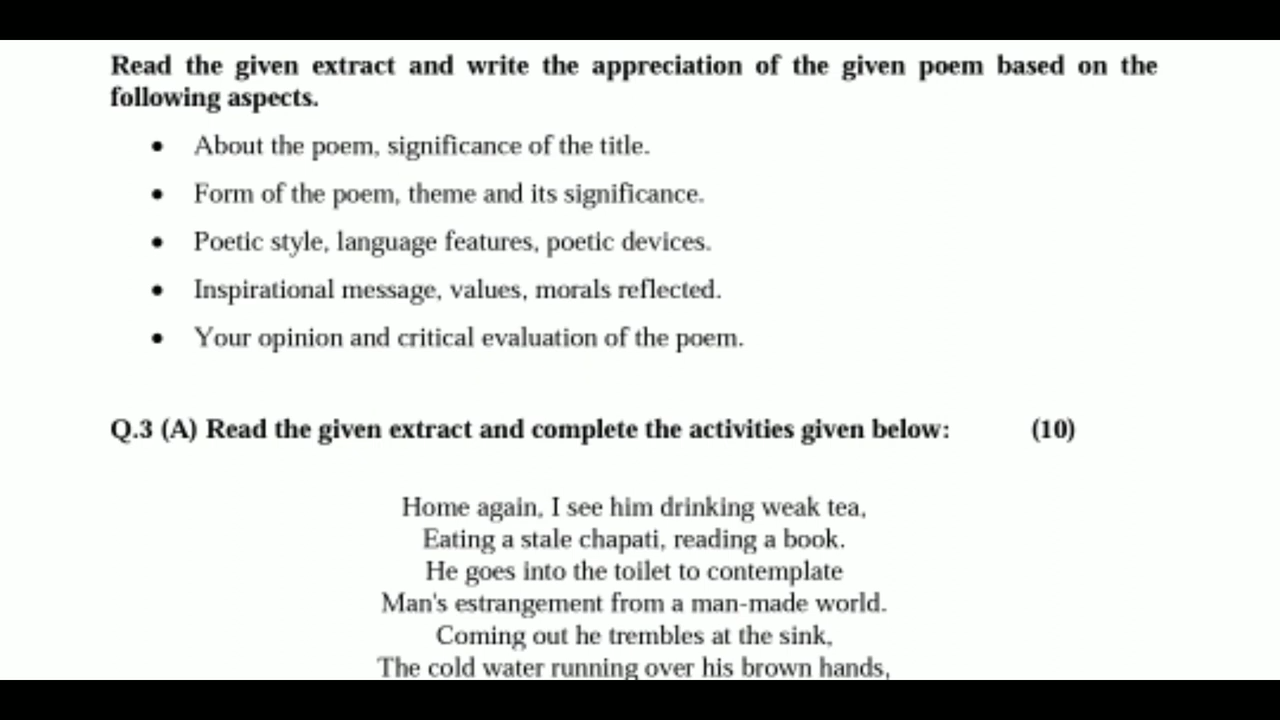 Read the given extract and write the appreciation of the given poem based on the
following aspects.
• About the poem, significance of the title.
• Form of the poem, theme and its significance.
• Poetic style, language features, poetic devices.
• Inspirational message, values, morals reflected.
• Your opinion and critical evaluation of the poem.
Q.3 (A) Read the given extract and complete the activities given below: (10)
Home again, I see him drinking weak tea,
Eating a stale chapati, reading a book.
He goes into the toilet to contemplate
Man's estrangement from a man-made world.
Coming out he trembles at the sink,
The cold water running over his brown hands,